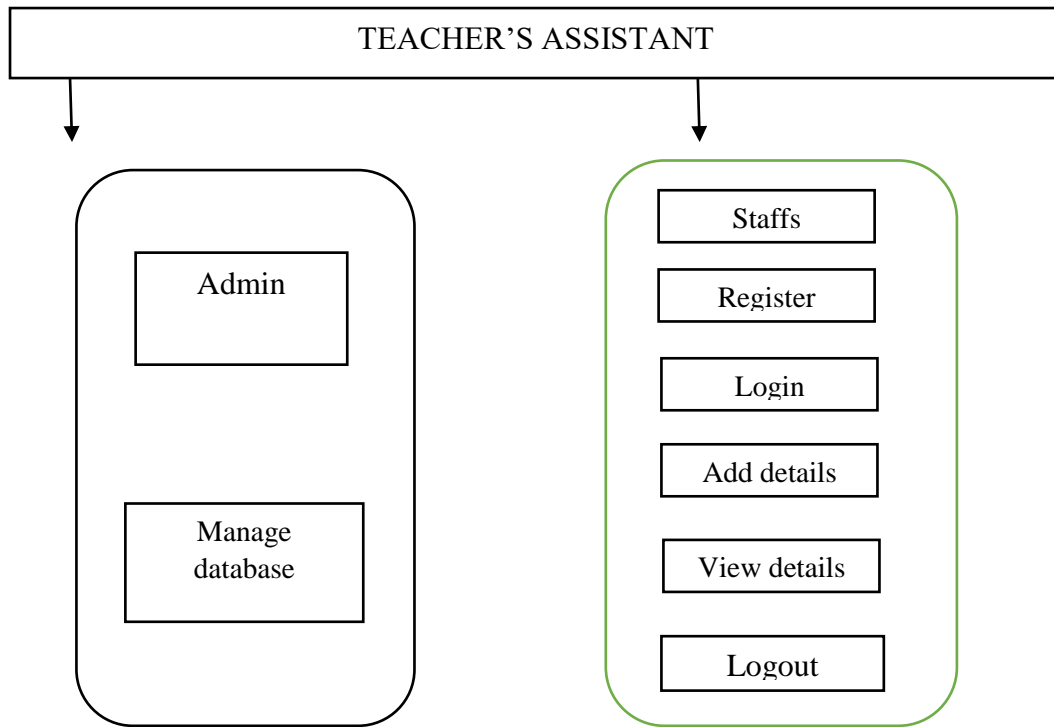 TEACHER’S ASSISTANT
Admin
Manage
database
Staffs
Register
Login
Add details
View details
Logout